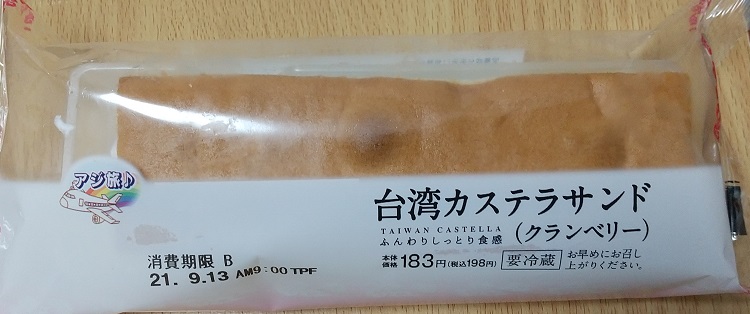 アジ旅♪
台湾カステラサンド
TAIWAN CASTELLA
ふんわりしっとり食感
(クランベリー)
消費期限 B
21. 9.13 AM9:00 TPF
本体価格 183円(税込198円)
要冷蔵
お早めにお召し
上がりください。